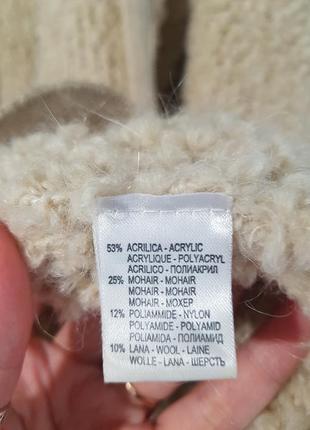 53% ACRILICA - ACRYLIC
ACRYLIQUE - POLYACRYL
ACRILICO - ПОЛИАКРИЛ
25% MOHAIR - MOHAIR
MOHAIR - MOHAIR
MOHAIR - МОХЕР
12% POLIAMMIDE - NYLON
POLYAMIDE - POLYAMID
POLIAMIDA - ПОЛИАМИД
10% LANA - WOOL - LAINE
WOLLE - LANA - ШЕРСТЬ